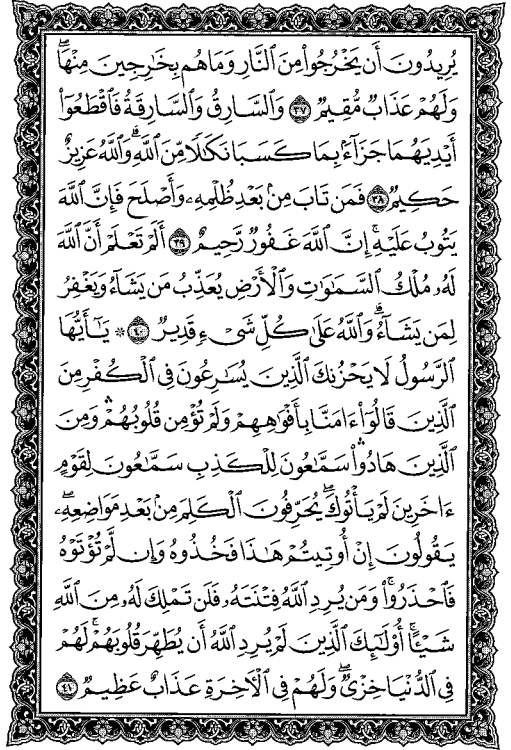 يُرِيدُونَ أَن يَخْرُجُوا۟ مِنَ ٱلنَّارِ وَمَا هُم بِخَـٰرِجِينَ مِنْهَا ۖ
وَلَهُمْ عَذَابٌ مُّقِيمٌ ﴿٣٧﴾ وَٱلسَّارِقُ وَٱلسَّارِقَةُ فَٱقْطَعُوٓا۟
أَيْدِيَهُمَا جَزَآءًۢ بِمَا كَسَبَا نَكَـٰلًا مِّنَ ٱللَّهِ ۗ وَٱللَّهُ عَزِيزٌ
حَكِيمٌ ﴿٣٨﴾ فَمَن تَابَ مِنۢ بَعْدِ ظُلْمِهِۦ وَأَصْلَحَ فَإِنَّ ٱللَّهَ
يَتُوبُ عَلَيْهِ ۗ إِنَّ ٱللَّهَ غَفُورٌ رَّحِيمٌ ﴿٣٩﴾ أَلَمْ تَعْلَمْ أَنَّ ٱللَّهَ
لَهُۥ مُلْكُ ٱلسَّمَـٰوَٰتِ وَٱلْأَرْضِ يُعَذِّبُ مَن يَشَآءُ وَيَغْفِرُ
لِمَن يَشَآءُ ۗ وَٱللَّهُ عَلَىٰ كُلِّ شَىْءٍ قَدِيرٌ ﴿٤٠﴾ * يَـٰٓأَيُّهَا
ٱلرَّسُولُ لَا يَحْزُنكَ ٱلَّذِينَ يُسَـٰرِعُونَ فِى ٱلْكُفْرِ مِنَ
ٱلَّذِينَ قَالُوٓا۟ ءَامَنَّا بِأَفْوَٰهِهِمْ وَلَمْ تُؤْمِن قُلُوبُهُمْ ۛ وَمِنَ
ٱلَّذِينَ هَادُوا۟ ۛ سَمَّـٰعُونَ لِلْكَذِبِ سَمَّـٰعُونَ لِقَوْمٍ
ءَاخَرِينَ لَمْ يَأْتُوكَ ۖ يُحَرِّفُونَ ٱلْكَلِمَ مِنۢ بَعْدِ مَوَاضِعِهِۦ ۖ
يَقُولُونَ إِنْ أُوتِيتُمْ هَـٰذَا فَخُذُوهُ وَإِن لَّمْ تُؤْتَوْهُ
فَٱحْذَرُوا۟ ۚ وَمَن يُرِدِ ٱللَّهُ فِتْنَتَهُۥ فَلَن تَمْلِكَ لَهُۥ مِنَ ٱللَّهِ
شَيْـًٔا ۚ أُو۟لَـٰٓئِكَ ٱلَّذِينَ لَمْ يُرِدِ ٱللَّهُ أَن يُطَهِّرَ قُلُوبَهُمْ ۚ لَهُمْ
فِى ٱلدُّنْيَا خِزْىٌ ۖ وَلَهُمْ فِى ٱلْـَٔاخِرَةِ عَذَابٌ عَظِيمٌ ﴿٤١﴾